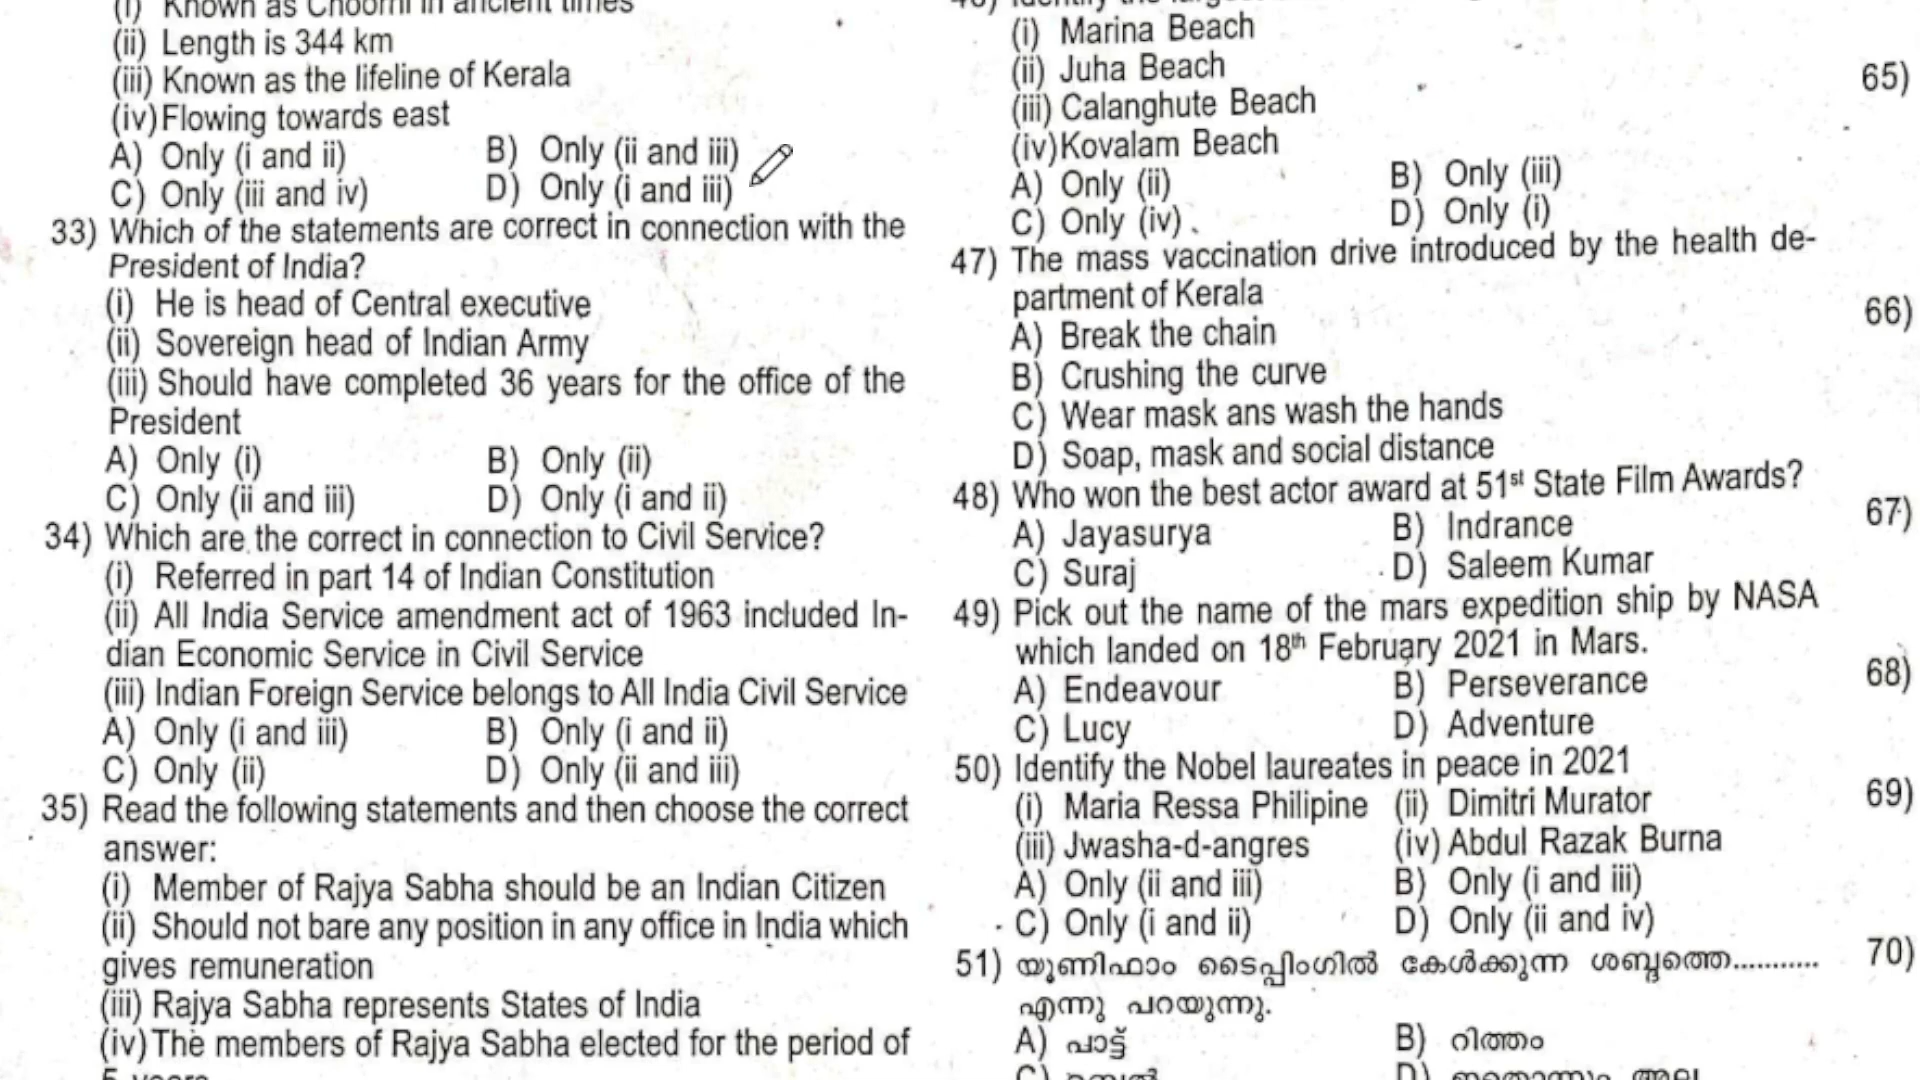 (i) Known as Choorni in ancient times
(ii) Length is 344 km
(iii) Known as the lifeline of Kerala
(iv) Flowing towards east
A) Only (i and ii) B) Only (ii and iii)
C) Only (iii and iv) D) Only (i and iii)
33) Which of the statements are correct in connection with the
President of India?
(i) He is head of Central executive
(ii) Sovereign head of Indian Army
(iii) Should have completed 36 years for the office of the
President
A) Only (i) B) Only (ii)
C) Only (ii and iii) D) Only (i and ii)
34) Which are the correct in connection to Civil Service?
(i) Referred in part 14 of Indian Constitution
(ii) All India Service amendment act of 1963 included In-
dian Economic Service in Civil Service
(iii) Indian Foreign Service belongs to All India Civil Service
A) Only (i and iii) B) Only (i and ii)
C) Only (ii) D) Only (ii and iii)
35) Read the following statements and then choose the correct
answer:
(i) Member of Rajya Sabha should be an Indian Citizen
(ii) Should not bare any position in any office in India which
gives remuneration
(iii) Rajya Sabha represents States of India
(iv) The members of Rajya Sabha elected for the period of
5 years
46) Identify the
(i) Marina Beach
(ii) Juha Beach
(iii) Calanghute Beach
(iv) Kovalam Beach
A) Only (ii) B) Only (iii)
C) Only (iv) D) Only (i)
47) The mass vaccination drive introduced by the health de-
partment of Kerala
A) Break the chain
B) Crushing the curve
C) Wear mask ans wash the hands
D) Soap, mask and social distance
48) Who won the best actor award at 51st State Film Awards?
A) Jayasurya B) Indrance
C) Suraj D) Saleem Kumar
49) Pick out the name of the mars expedition ship by NASA
which landed on 18th February 2021 in Mars.
A) Endeavour B) Perseverance
C) Lucy D) Adventure
50) Identify the Nobel laureates in peace in 2021
(i) Maria Ressa Philipine (ii) Dimitri Murator
(iii) Jwasha-d-angres (iv) Abdul Razak Burna
A) Only (ii and iii) B) Only (i and iii)
C) Only (i and ii) D) Only (ii and iv)
51) യൂണിഫാം ടൈപ്പിംഗിൽ കേൾക്കുന്ന ശബ്ദത്തെ...........
എന്നു പറയുന്നു.
A) പാട്ട് B) റിത്തം
C) D)
65)
66)
67)
68)
69)
70)